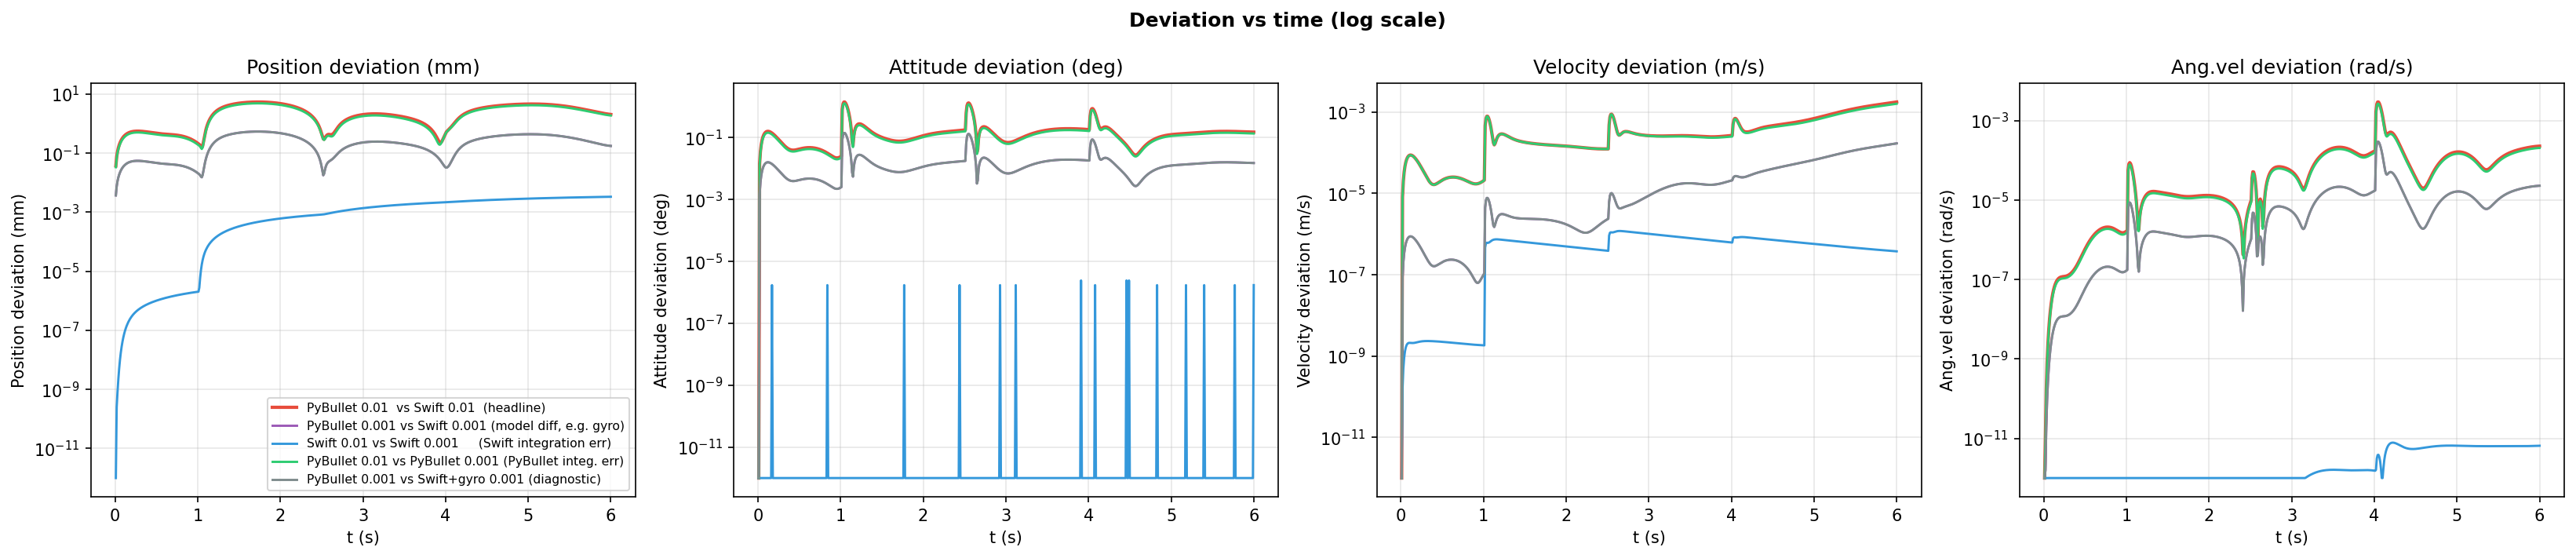 Deviation vs time (log scale)
Position deviation (mm)
Position deviation (mm)
10¹
10⁻¹
10⁻³
10⁻⁵
10⁻⁷
10⁻⁹
10⁻¹¹
PyBullet 0.01 vs Swift 0.01 (headline)
PyBullet 0.001 vs Swift 0.001 (model diff, e.g. gyro)
Swift 0.01 vs Swift 0.001 (Swift integration err)
PyBullet 0.01 vs PyBullet 0.001 (PyBullet integ. err)
PyBullet 0.001 vs Swift+gyro 0.001 (diagnostic)
0 1 2 3 4 5 6
t (s)
Attitude deviation (deg)
Attitude deviation (deg)
10⁻¹
10⁻³
10⁻⁵
10⁻⁷
10⁻⁹
10⁻¹¹
0 1 2 3 4 5 6
t (s)
Velocity deviation (m/s)
Velocity deviation (m/s)
10⁻³
10⁻⁵
10⁻⁷
10⁻⁹
10⁻¹¹
0 1 2 3 4 5 6
t (s)
Ang.vel deviation (rad/s)
Ang.vel deviation (rad/s)
10⁻³
10⁻⁵
10⁻⁷
10⁻⁹
10⁻¹¹
0 1 2 3 4 5 6
t (s)